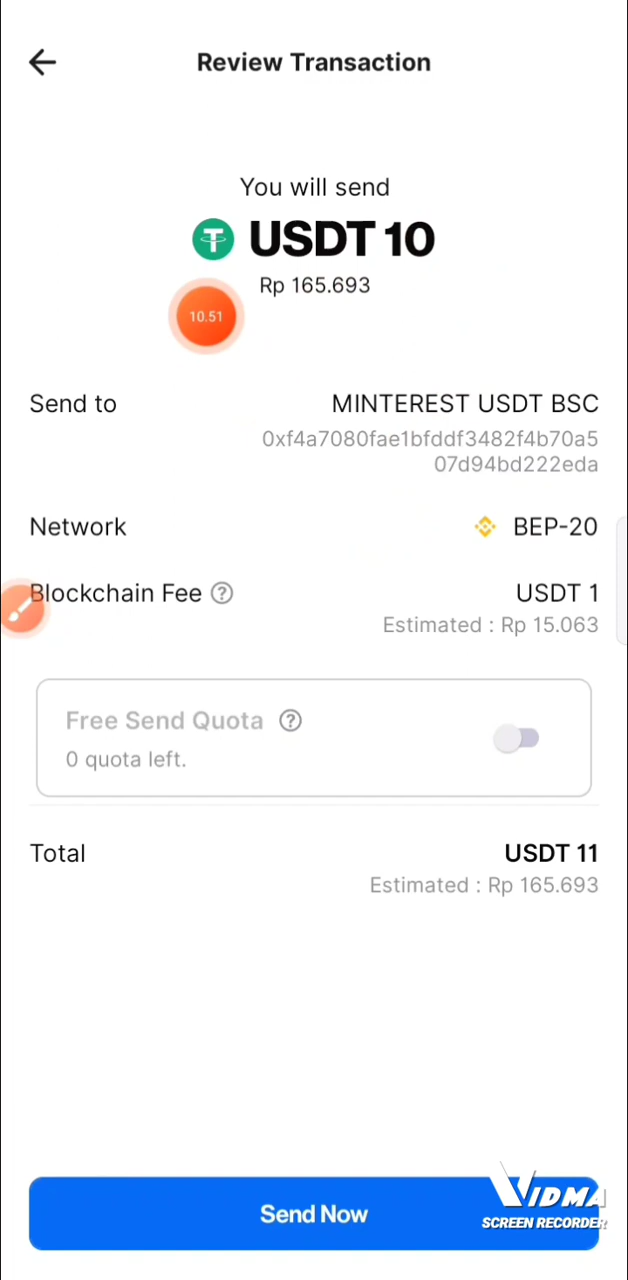 Review Transaction
You will send
USDT 10
Rp 165.693
10.51
Send to
MINTEREST USDT BSC
0xf4a7080fae1bfddf3482f4b70a5
07d94bd222eda
Network
BEP-20
Blockchain Fee ?
USDT 1
Estimated : Rp 15.063
Free Send Quota ?
0 quota left.
Total
USDT 11
Estimated : Rp 165.693
Send Now
VIDMA
SCREEN RECORDER